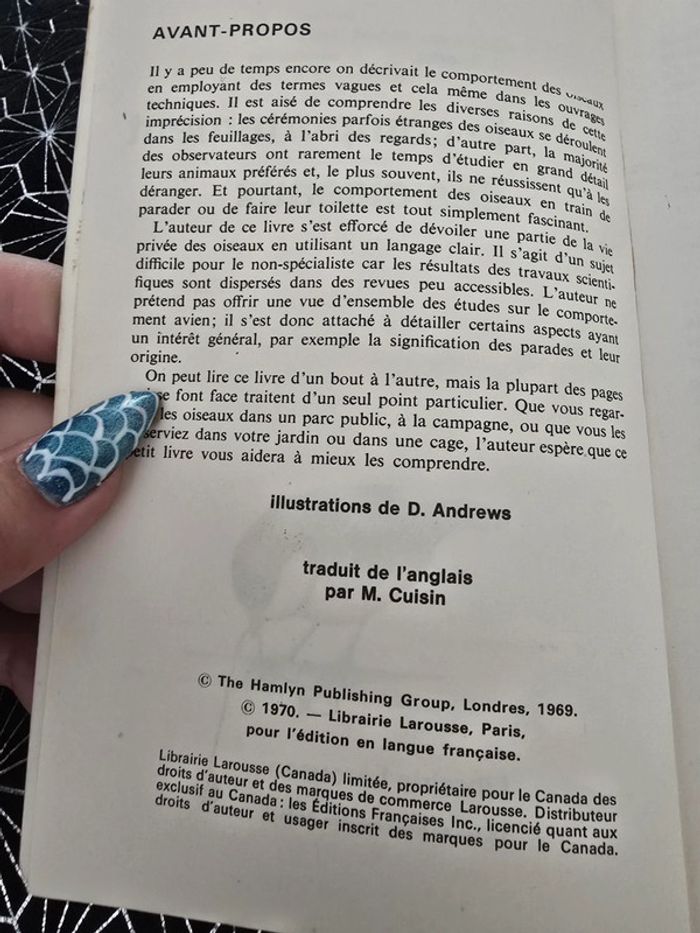 AVANT-PROPOS
Il y a peu de temps encore on décrivait le comportement des oiseaux
en employant des termes vagues et cela même dans les ouvrages
techniques. Il est aisé de comprendre les diverses raisons de cette
imprécision : les cérémonies parfois étranges des oiseaux se déroulent
dans les feuillages, à l'abri des regards; d'autre part, la majorité
des observateurs ont rarement le temps d'étudier en grand détail
leurs animaux préférés et, le plus souvent, ils ne réussissent qu'à les
déranger. Et pourtant, le comportement des oiseaux en train de
parader ou de faire leur toilette est tout simplement fascinant.
L'auteur de ce livre s'est efforcé de dévoiler une partie de la vie
privée des oiseaux en utilisant un langage clair. Il s'agit d'un sujet
difficile pour le non-spécialiste car les résultats des travaux scienti-
fiques sont dispersés dans des revues peu accessibles. L'auteur ne
prétend pas offrir une vue d'ensemble des études sur le comporte-
ment avien; il s'est donc attaché à détailler certains aspects ayant
un intérêt général, par exemple la signification des parades et leur
origine.
On peut lire ce livre d'un bout à l'autre, mais la plupart des pages
se font face traitent d'un seul point particulier. Que vous regar-
les oiseaux dans un parc public, à la campagne, ou que vous les
serviez dans votre jardin ou dans une cage, l'auteur espère que ce
etit livre vous aidera à mieux les comprendre.
illustrations de D. Andrews
traduit de l'anglais
par M. Cuisin
© The Hamlyn Publishing Group, Londres, 1969.
© 1970. — Librairie Larousse, Paris,
pour l'édition en langue française.
Librairie Larousse (Canada) limitée, propriétaire pour le Canada des
droits d'auteur et des marques de commerce Larousse. Distributeur
exclusif au Canada : les Éditions Françaises Inc., licencié quant aux
droits d'auteur et usager inscrit des marques pour le Canada.